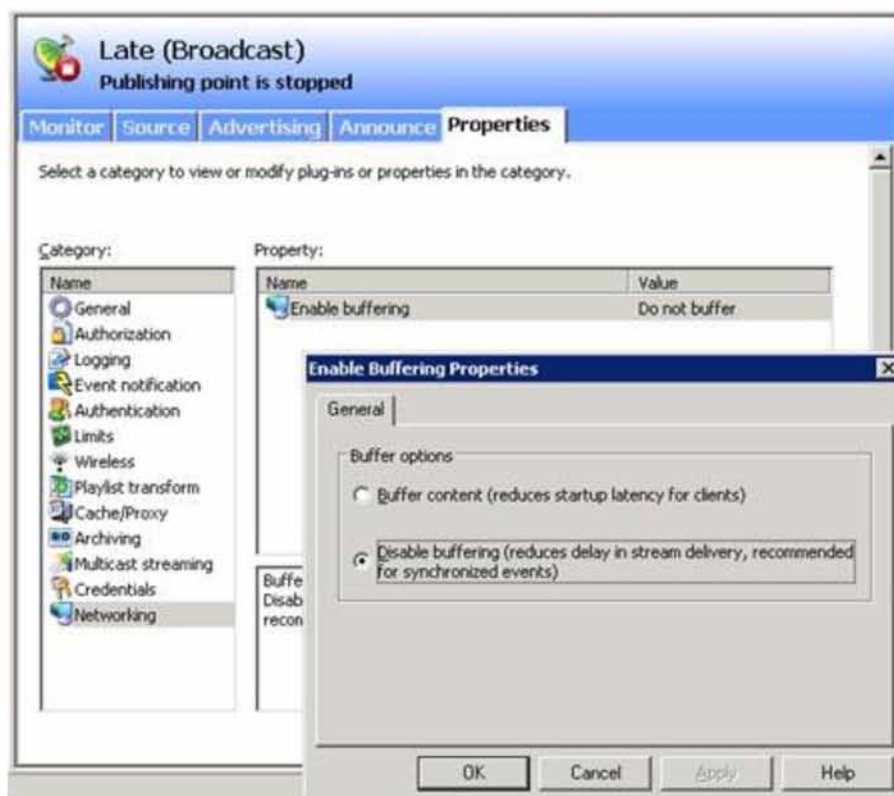 Late (Broadcast)
Publishing point is stopped
Monitor Source Advertising Announce Properties
Select a category to view or modify plug-ins or properties in the category.
Category: Property:
Name Name Value
General Enable buffering Do not buffer
Authorization
Logging
Event notification
Authentication
Limits
Wireless
Playlist transform
Cache/Proxy
Archiving
Multicast streaming
Credentials
Networking
Buffe
Disab
recon
Enable Buffering Properties
General
Buffer options
Buffer content (reduces startup latency for clients)
Disable buffering (reduces delay in stream delivery, recommended
for synchronized events)
OK Cancel Apply Help